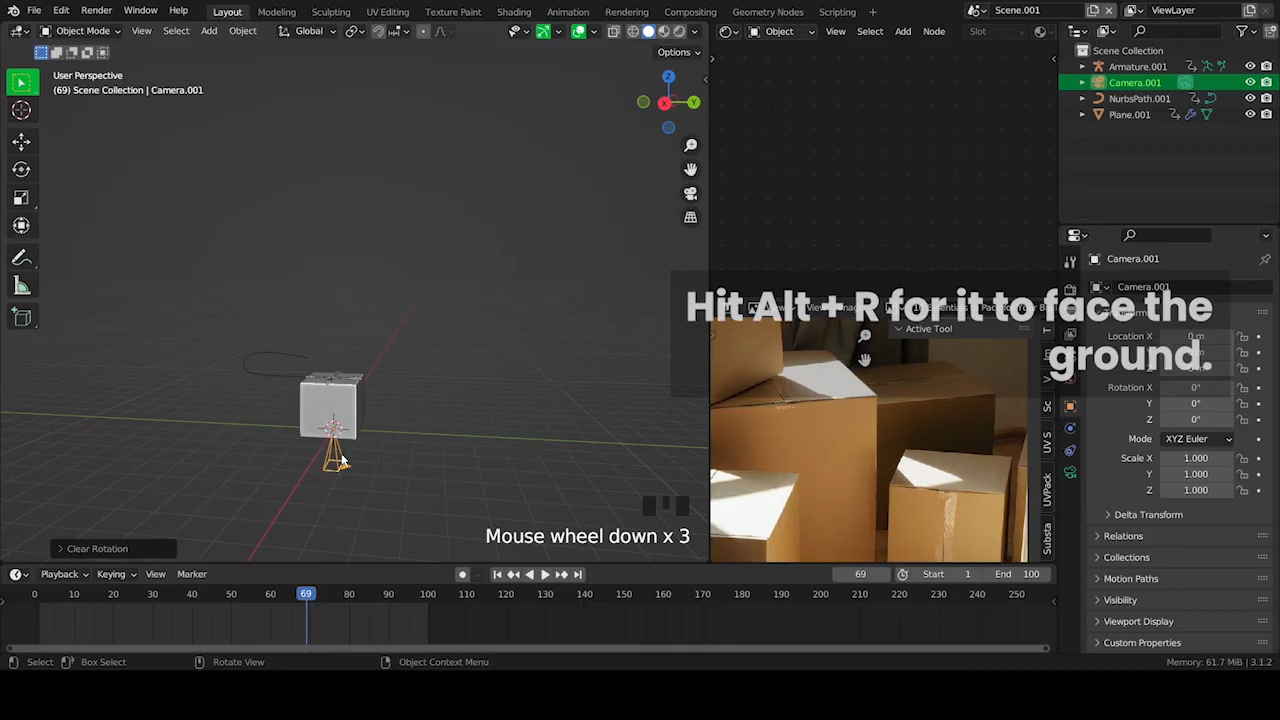 File Edit Render Window Help Layout Modeling Sculpting UV Editing Texture Paint Shading Animation Rendering Compositing Geometry Nodes Scripting Scene.001 ViewLayer
Object Mode View Select Add Object Global Object View Select Add Node Slot
Options
User Perspective
(69) Scene Collection | Camera.001
Z
Y
X
Scene Collection
Armature.001
Camera.001
NurbsPath.001
Plane.001
Camera.001
Camera.001
Hit Alt + R for it to face the
ground.
Active Tool
Location X 0 m
Rotation X 0°
Y 0°
Z 0°
Mode XYZ Euler
Scale X 1.000
Y 1.000
Z 1.000
Delta Transform
Relations
Collections
Motion Paths
Visibility
Viewport Display
Custom Properties
Sc
UV S
UVPack
Substa
Mouse wheel down x 3
Clear Rotation
Playback Keying View Marker 69 Start 1 End 100
0 10 20 30 40 50 60 69 80 90 100 110 120 130 140 150 160 170 180 190 200 210 220 230 240 250
Select Box Select Rotate View Object Context Menu Memory: 61.7 MiB | 3.1.2